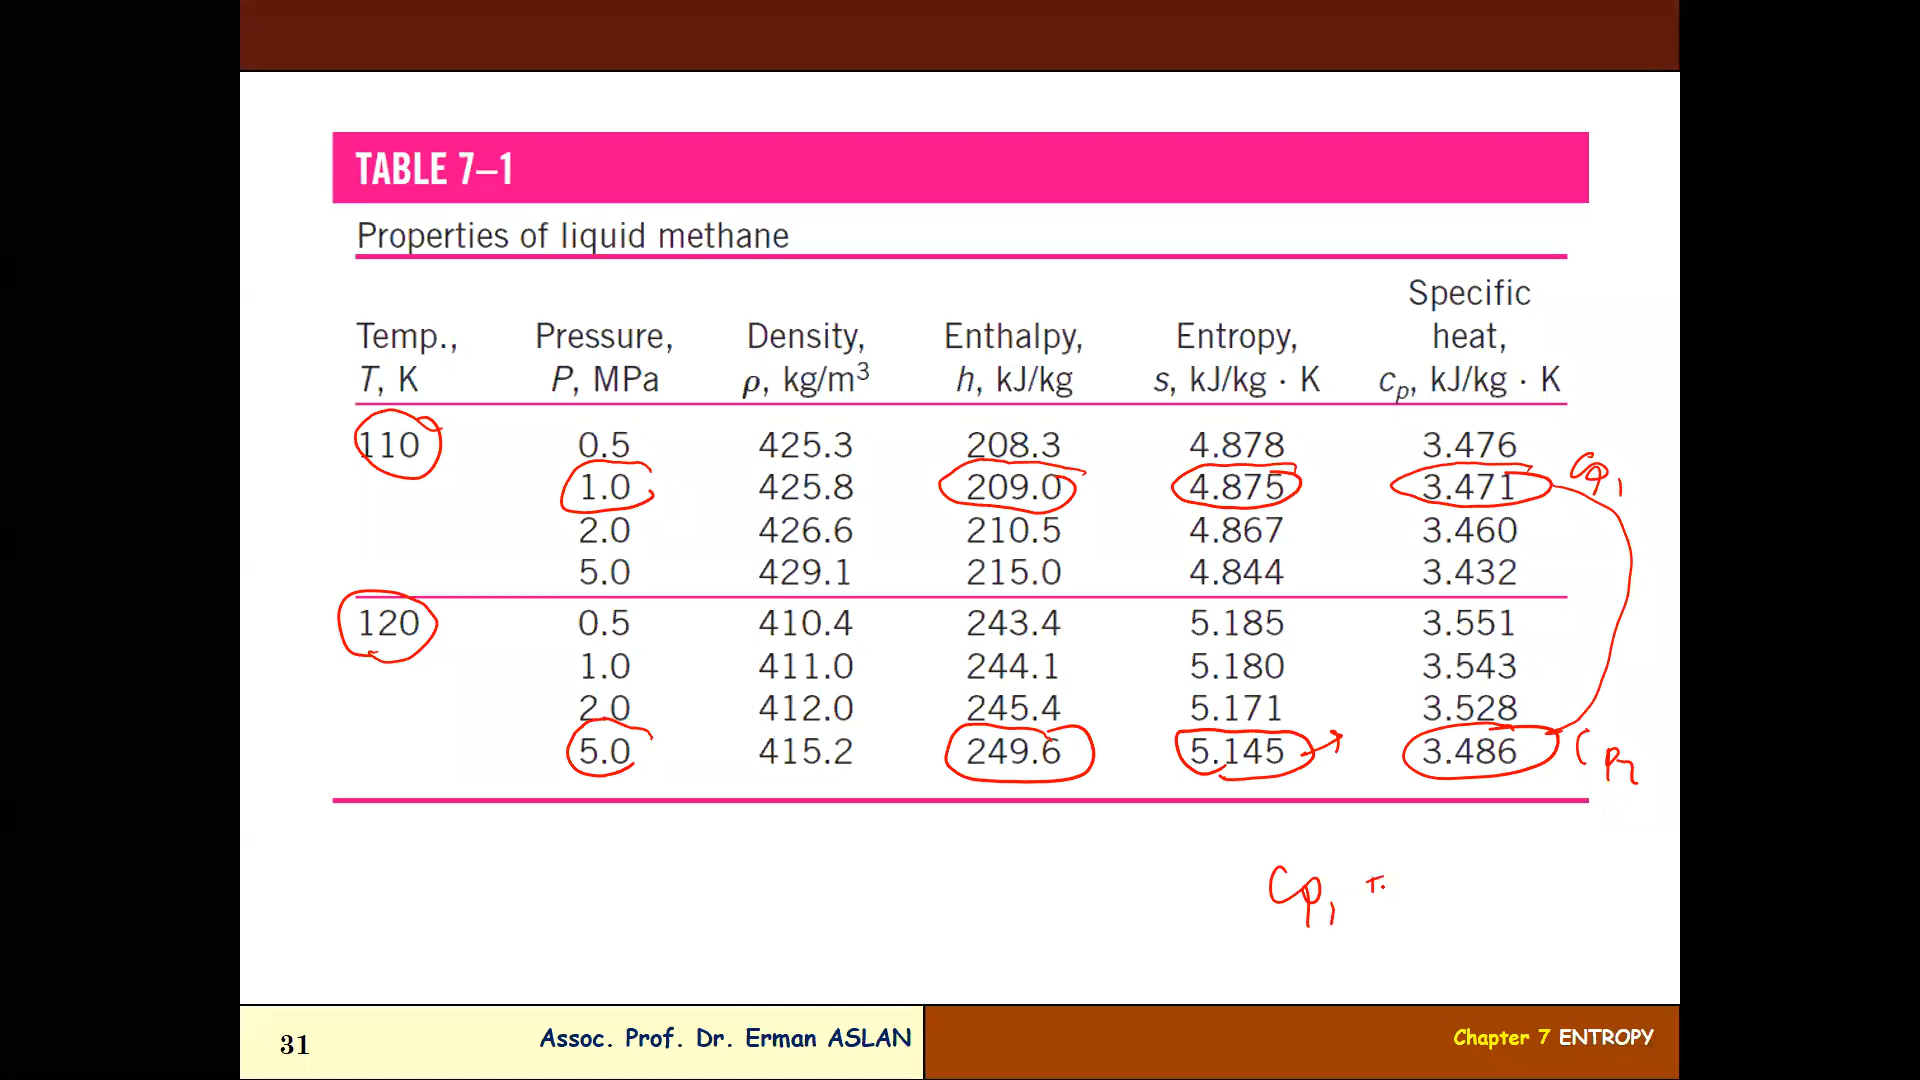 TABLE 7–1
Properties of liquid methane
Temp., T, K Pressure, P, MPa Density, ρ, kg/m³ Enthalpy, h, kJ/kg Entropy, s, kJ/kg · K Specific heat, cp, kJ/kg · K
110 0.5 425.3 208.3 4.878 3.476
1.0 425.8 209.0 4.875 3.471 Cp1
2.0 426.6 210.5 4.867 3.460
5.0 429.1 215.0 4.844 3.432
120 0.5 410.4 243.4 5.185 3.551
1.0 411.0 244.1 5.180 3.543
2.0 412.0 245.4 5.171 3.528
5.0 415.2 249.6 5.145 3.486 Cp2
Cp1 +
31 Assoc. Prof. Dr. Erman ASLAN Chapter 7 ENTROPY